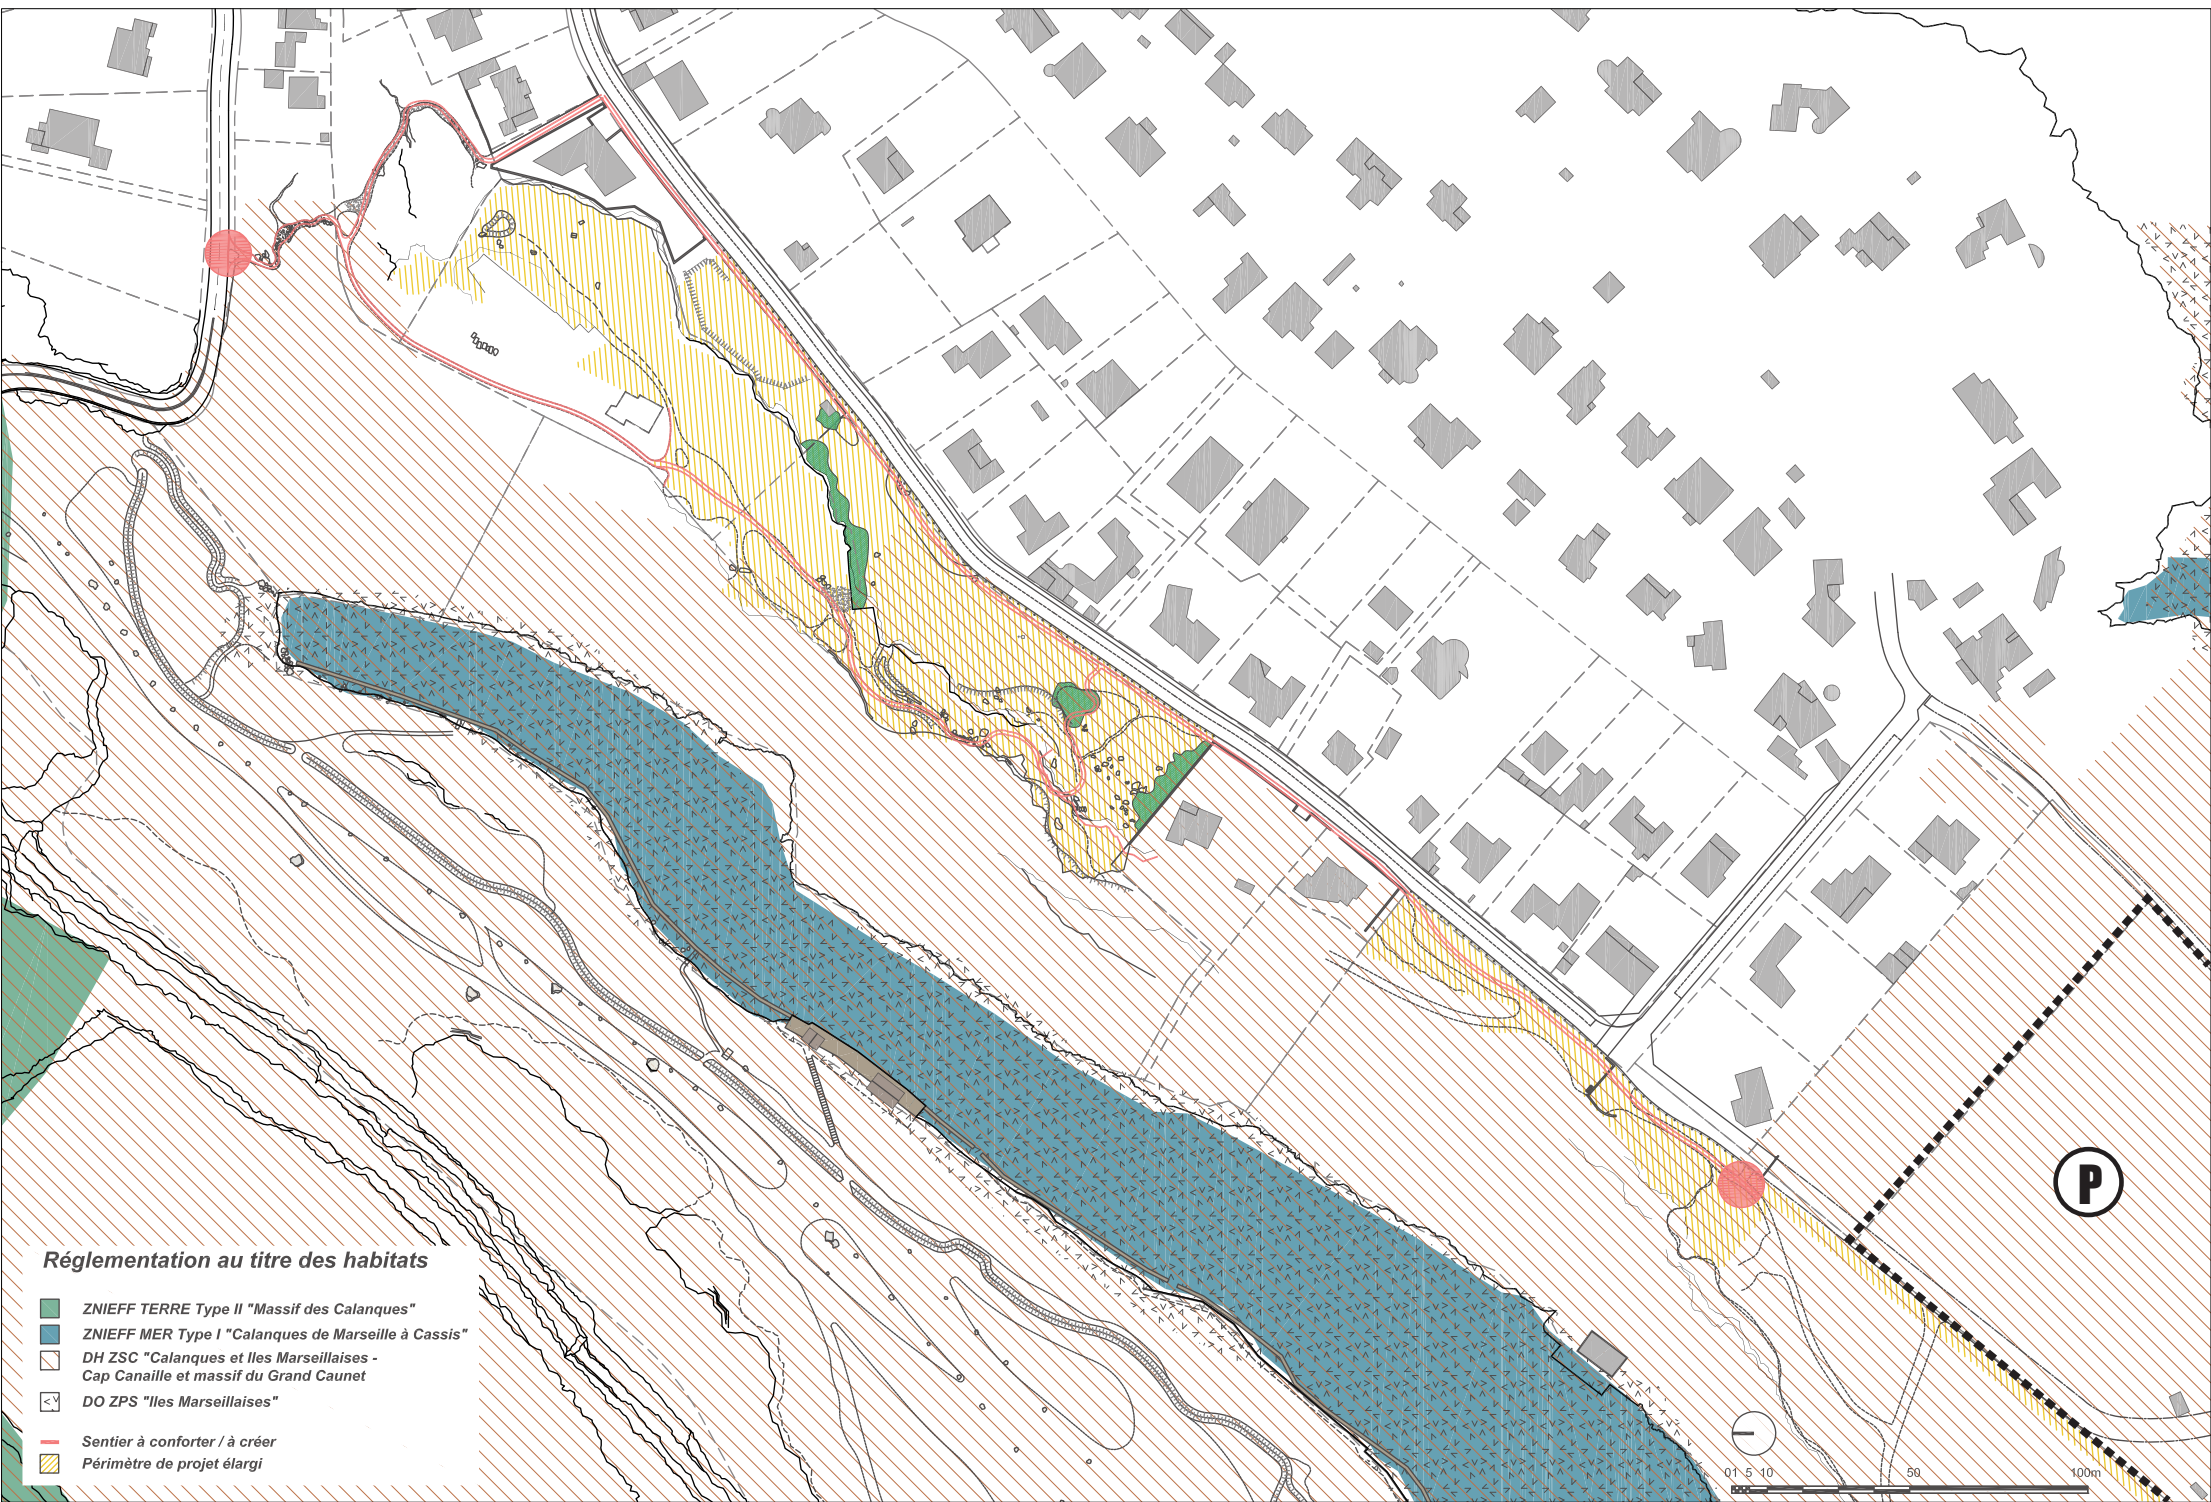 P
Réglementation au titre des habitats
ZNIEFF TERRE Type II "Massif des Calanques"
ZNIEFF MER Type I "Calanques de Marseille à Cassis"
DH ZSC "Calanques et Iles Marseillaises -
Cap Canaille et massif du Grand Caunet
DO ZPS "Iles Marseillaises"
Sentier à conforter / à créer
Périmètre de projet élargi
01 5 10 50 100m